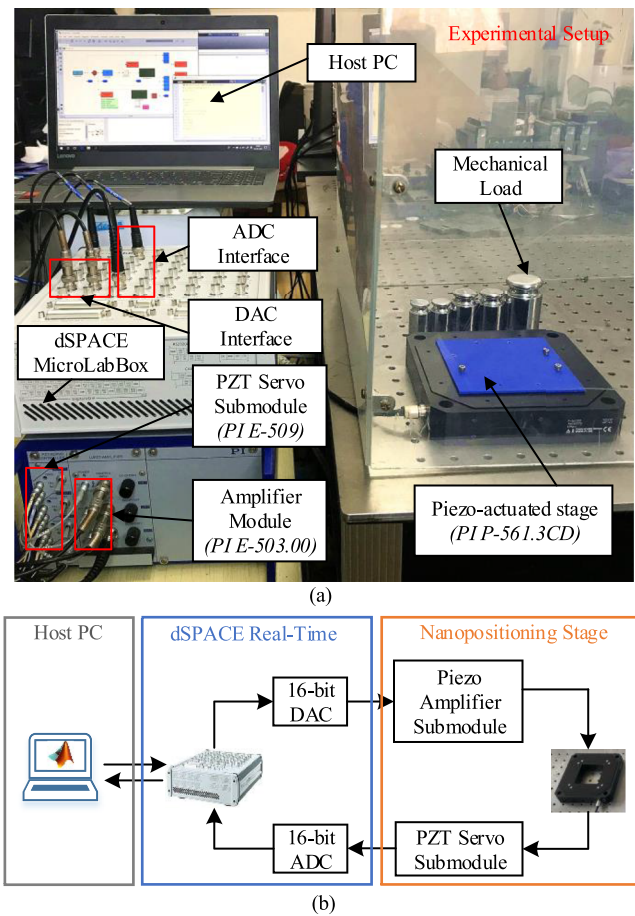 Experimental Setup
Host PC
Mechanical
Load
ADC
Interface
DAC
Interface
dSPACE
MicroLabBox
PZT Servo
Submodule
(PI E-509)
Amplifier
Module
(PI E-503.00)
Piezo-actuated stage
(PI P-561.3CD)
Lenovo
PI
(a)
Host PC
dSPACE Real-Time
Nanopositioning Stage
16-bit
DAC
Piezo
Amplifier
Submodule
16-bit
ADC
PZT Servo
Submodule
(b)